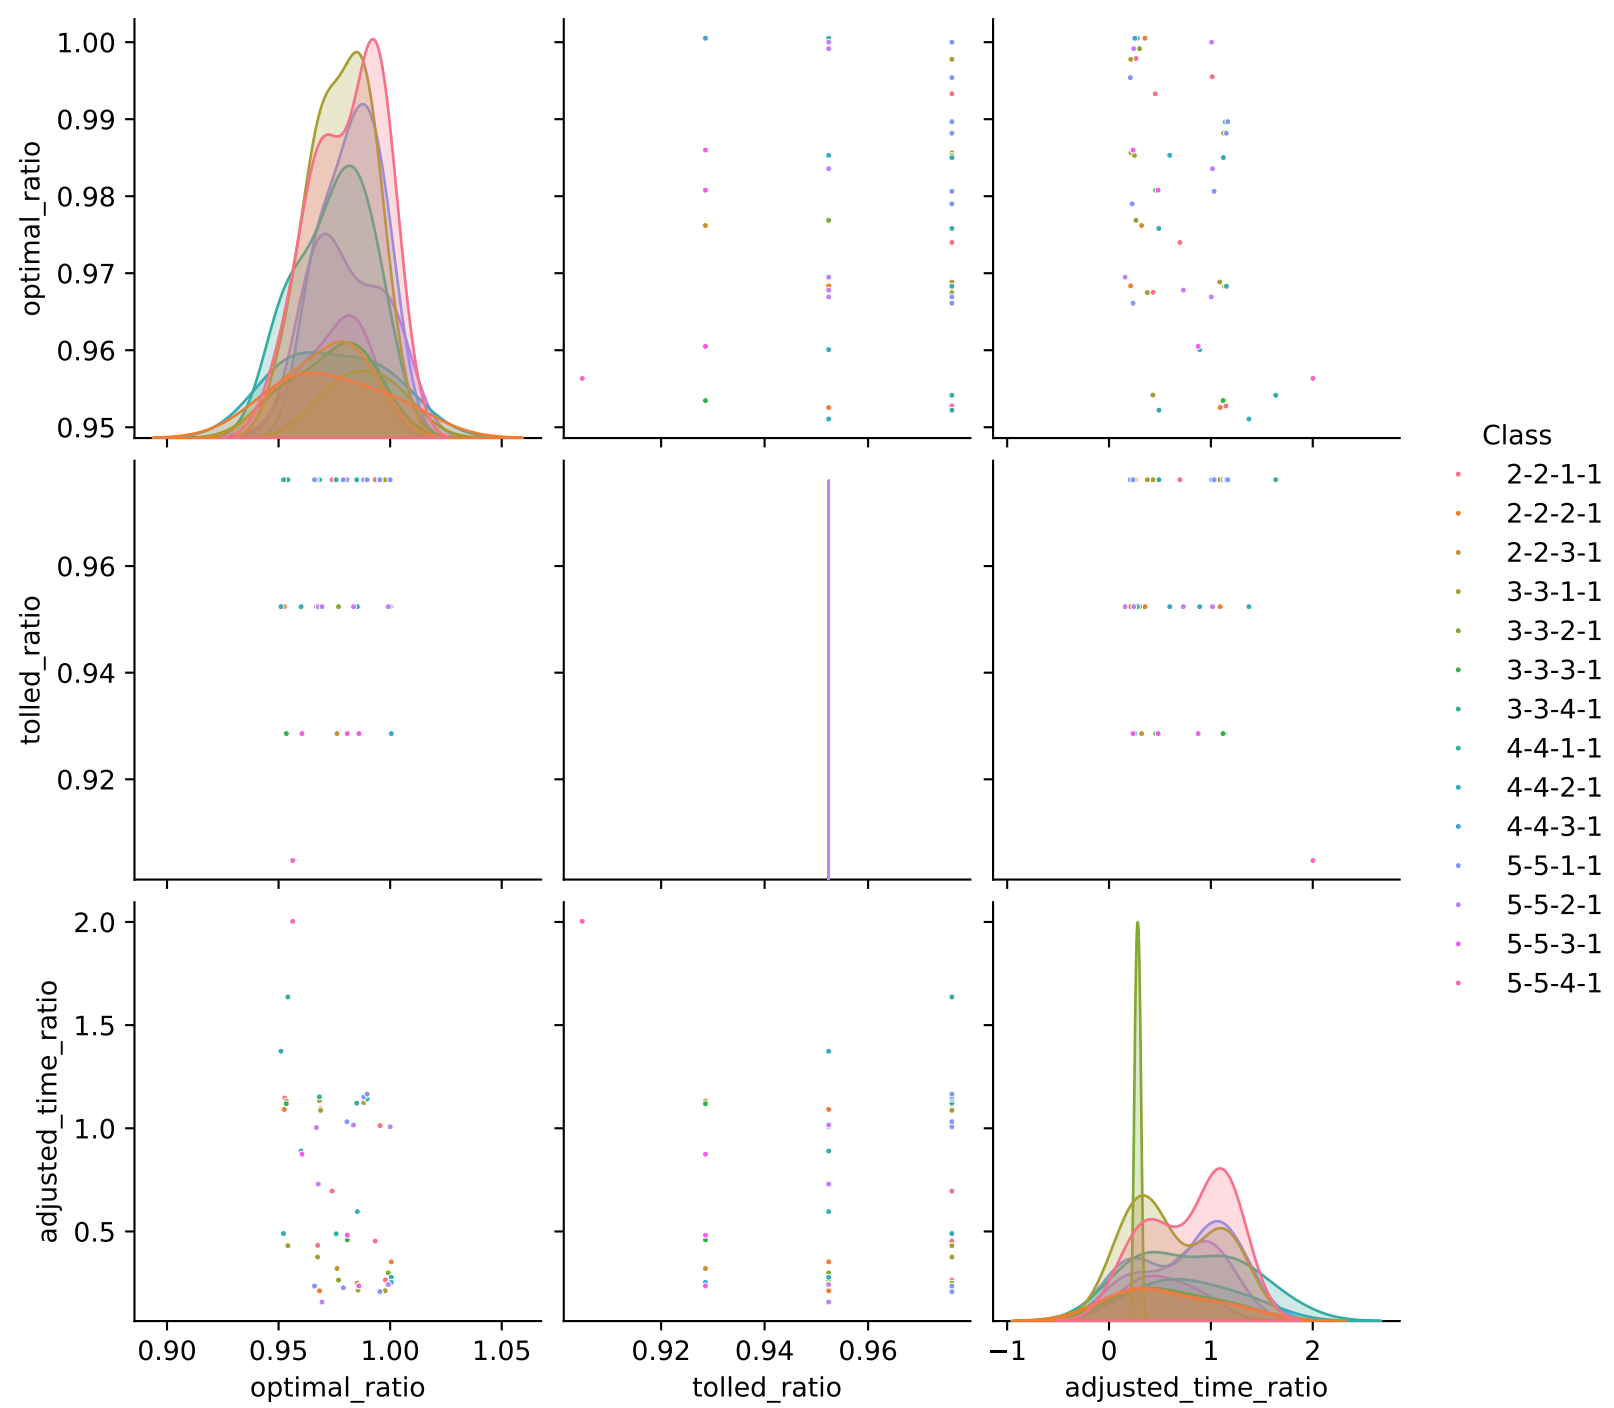 1.00
0.99
0.98
0.97
0.96
0.95
optimal_ratio
0.96
0.94
0.92
tolled_ratio
2.0
1.5
1.0
0.5
adjusted_time_ratio
0.90 0.95 1.00 1.05
optimal_ratio
0.92 0.94 0.96
tolled_ratio
−1 0 1 2
adjusted_time_ratio
Class
2-2-1-1
2-2-2-1
2-2-3-1
3-3-1-1
3-3-2-1
3-3-3-1
3-3-4-1
4-4-1-1
4-4-2-1
4-4-3-1
5-5-1-1
5-5-2-1
5-5-3-1
5-5-4-1